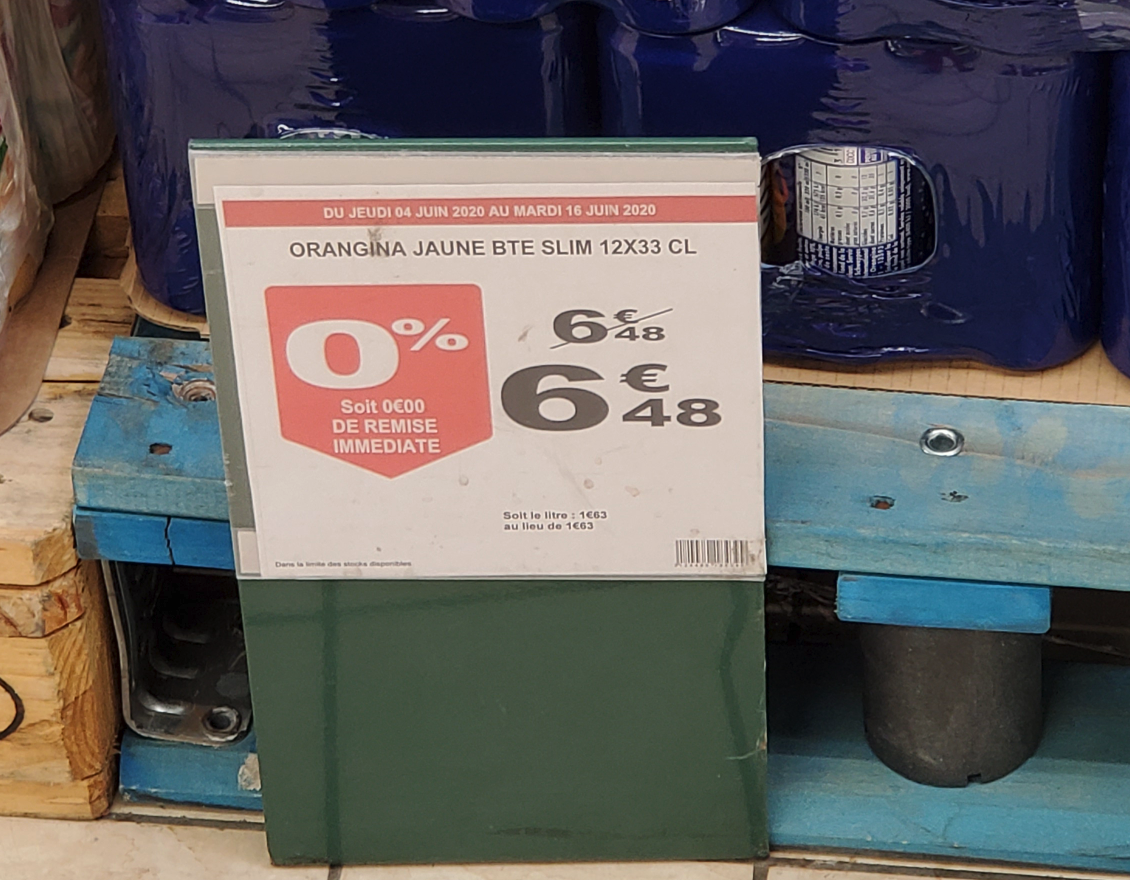 DU JEUDI 04 JUIN 2020 AU MARDI 16 JUIN 2020
ORANGINA JAUNE BTE SLIM 12X33 CL
0%
Soit 0€00
DE REMISE
IMMEDIATE
6€48
6€48
Soit le litre : 1€63
au lieu de 1€63
Dans la limite des stocks disponibles